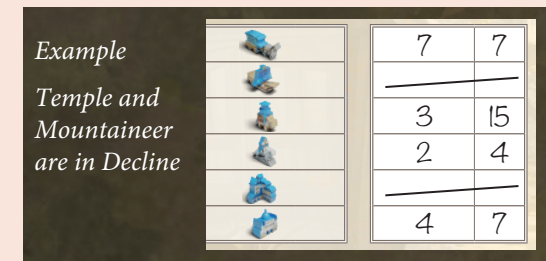 Example
7 7
Temple and
Mountaineer
are in Decline
3 15
2 4
4 7